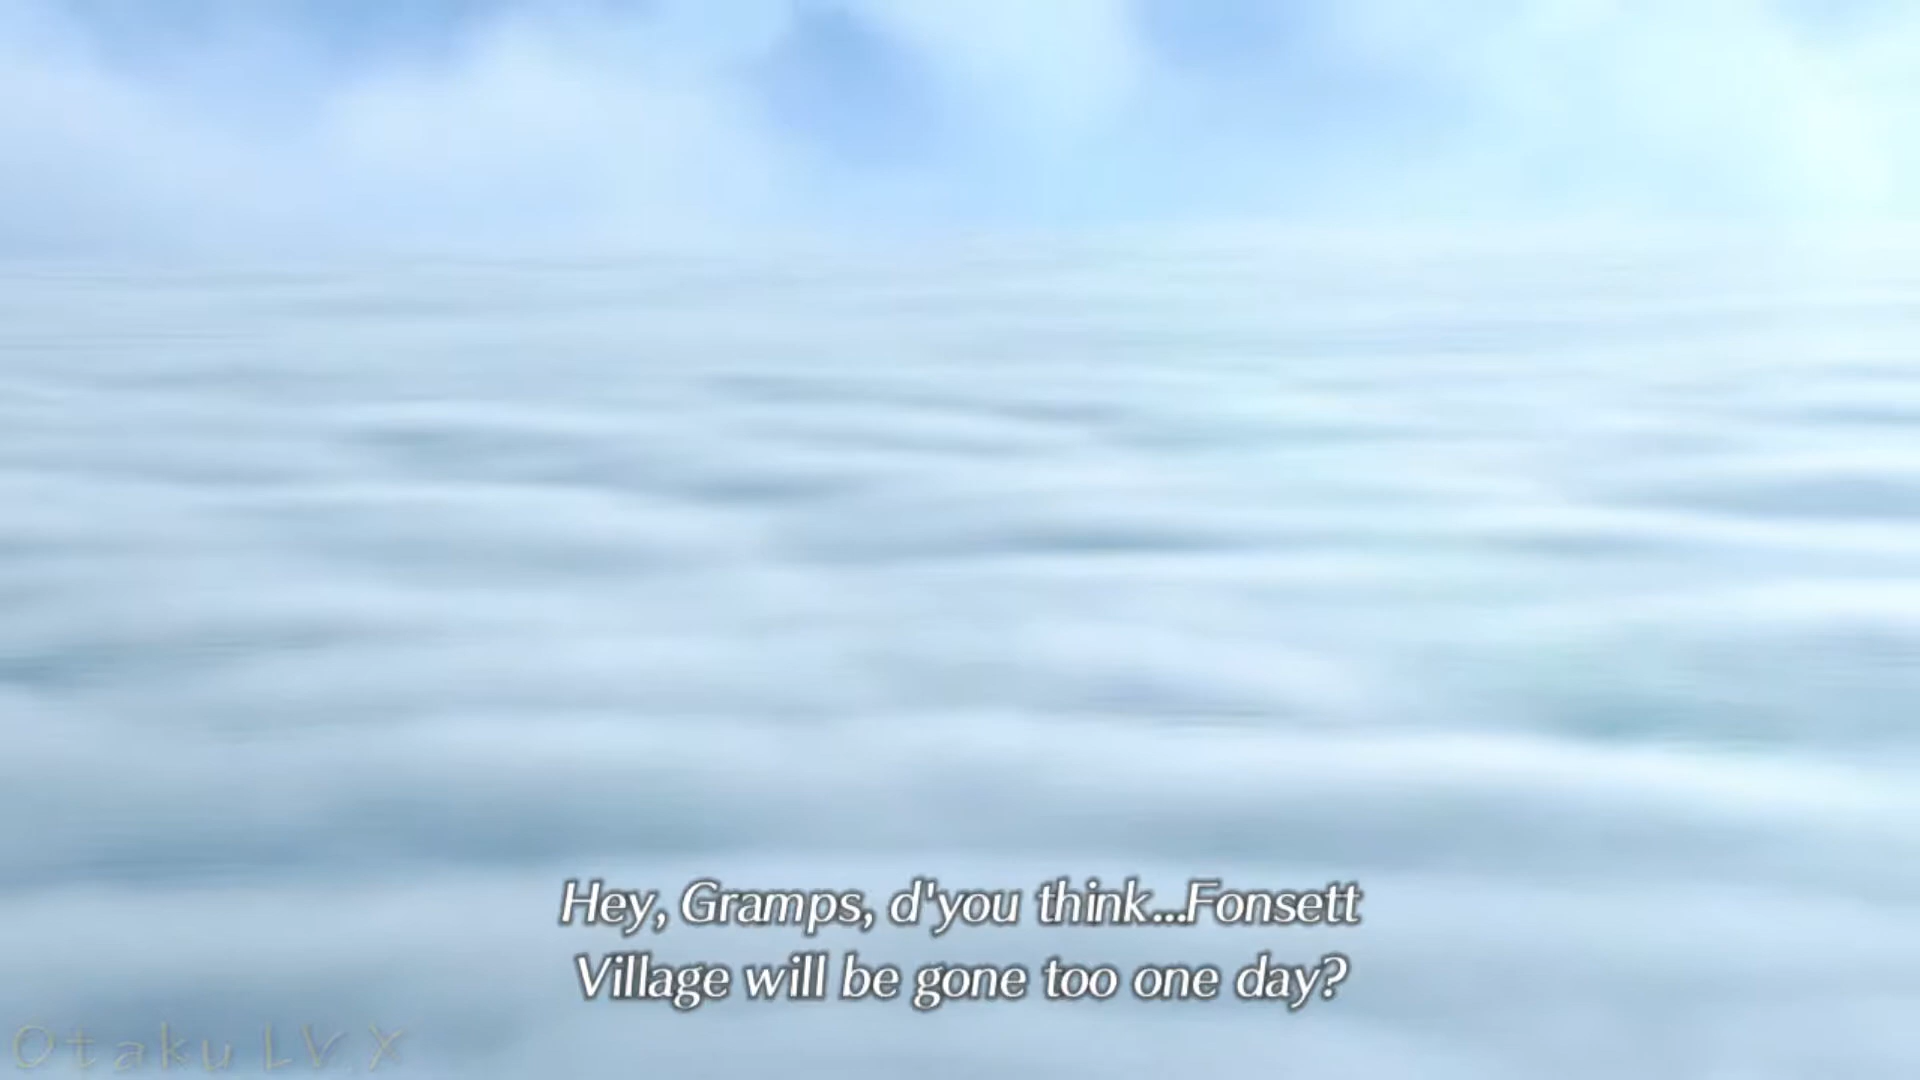 Hey, Gramps, d'you think...Fonsett
Village will be gone too one day?
Otaku LV.X